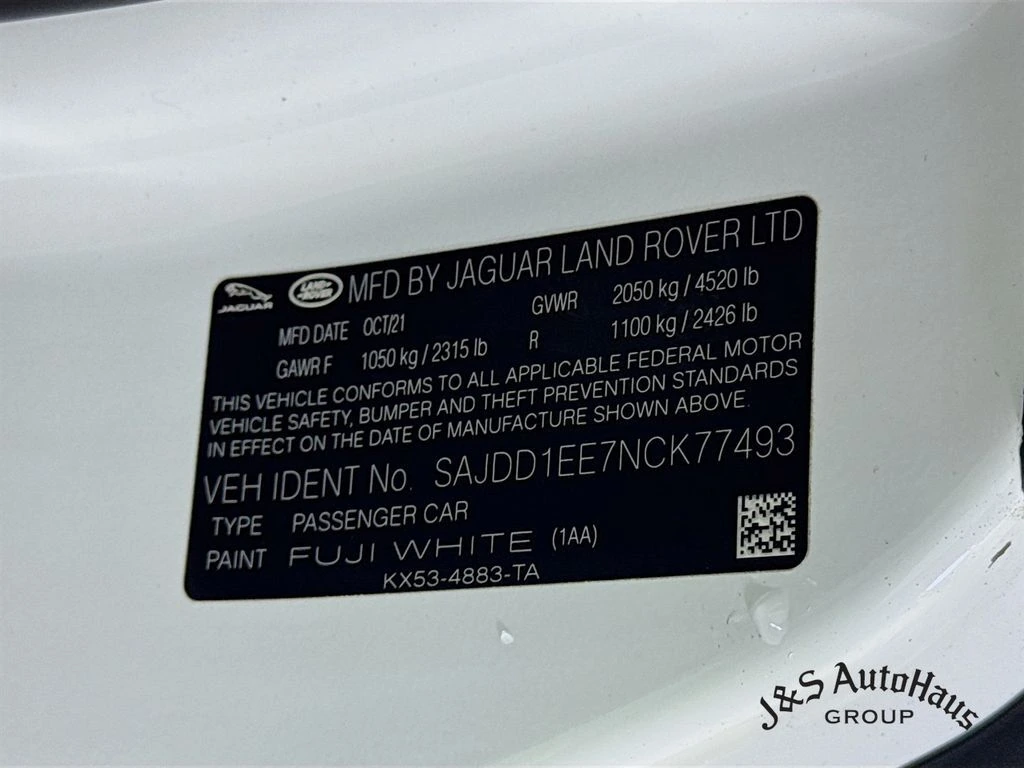 JAGUAR LAND ROVER MFD BY JAGUAR LAND ROVER LTD
MFD DATE OCT/21 GVWR 2050 kg / 4520 lb
GAWR F 1050 kg / 2315 lb R 1100 kg / 2426 lb
THIS VEHICLE CONFORMS TO ALL APPLICABLE FEDERAL MOTOR
VEHICLE SAFETY, BUMPER AND THEFT PREVENTION STANDARDS
IN EFFECT ON THE DATE OF MANUFACTURE SHOWN ABOVE.
VEH IDENT No. SAJDD1EE7NCK77493
TYPE PASSENGER CAR
PAINT FUJI WHITE (1AA)
KX53-4883-TA
J&S AutoHaus
GROUP